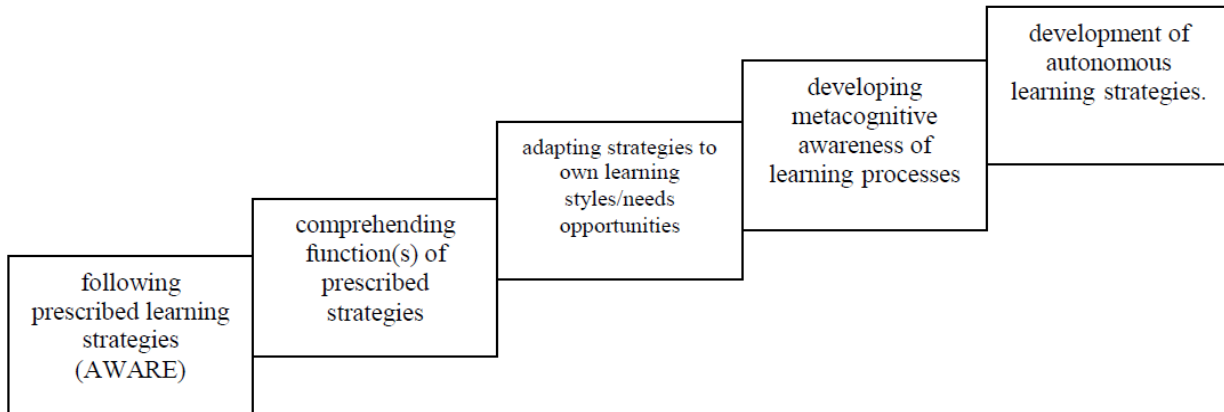 following
prescribed learning
strategies
(AWARE)
comprehending
function(s) of
prescribed
strategies
adapting strategies to
own learning
styles/needs
opportunities
developing
metacognitive
awareness of
learning processes
development of
autonomous
learning strategies.